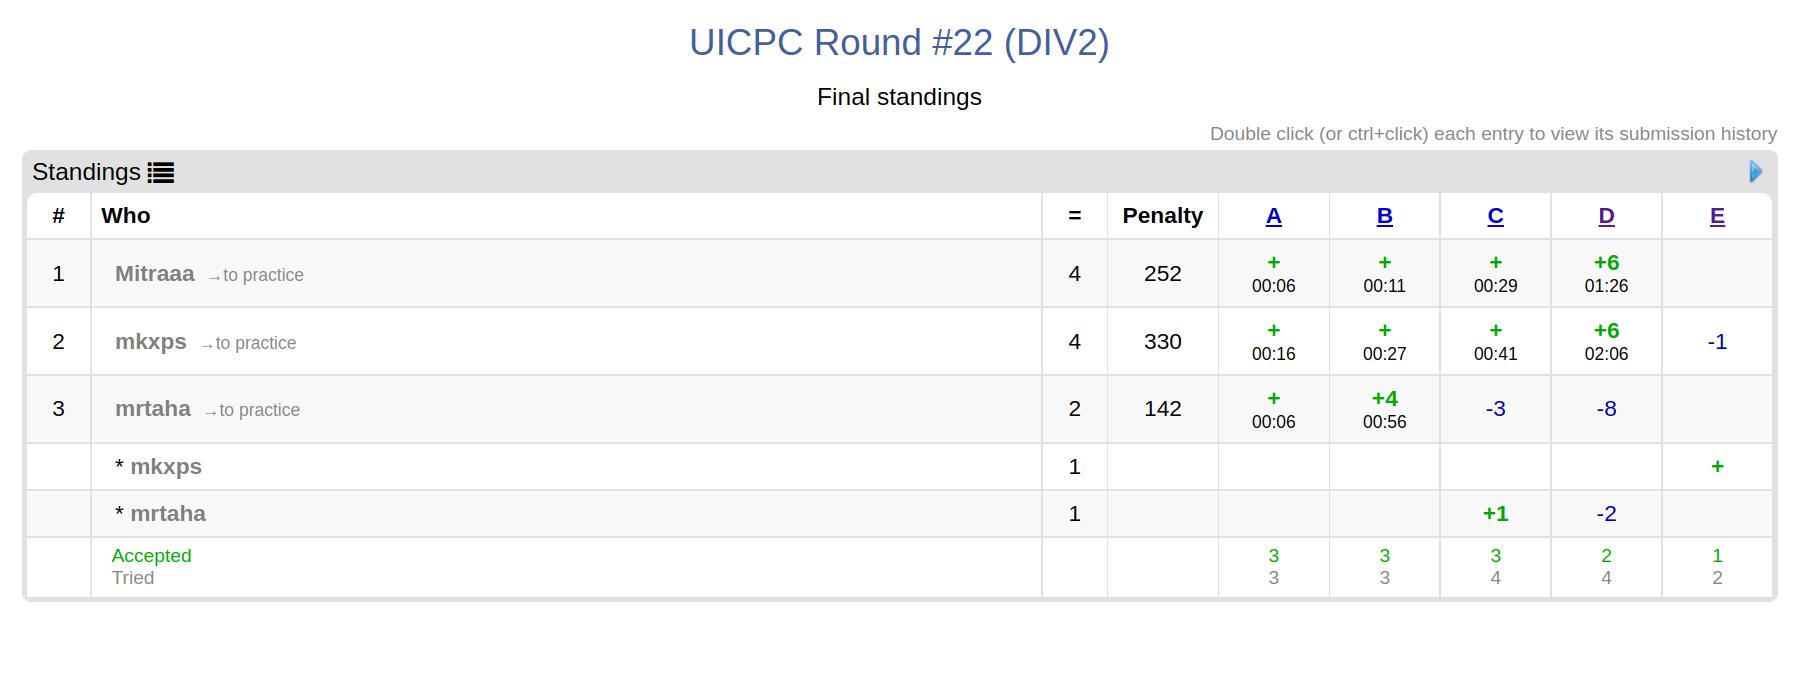 UICPC Round #22 (DIV2)
Final standings
Double click (or ctrl+click) each entry to view its submission history
Standings
# Who = Penalty A B C D E
1 Mitraaa →to practice 4 252 + 00:06 + 00:11 + 00:29 +6 01:26
2 mkxps →to practice 4 330 + 00:16 + 00:27 + 00:41 +6 02:06 -1
3 mrtaha →to practice 2 142 + 00:06 +4 00:56 -3 -8
* mkxps 1 +
* mrtaha 1 +1 -2
Accepted 3 3 3 2 1
Tried 3 3 4 4 2